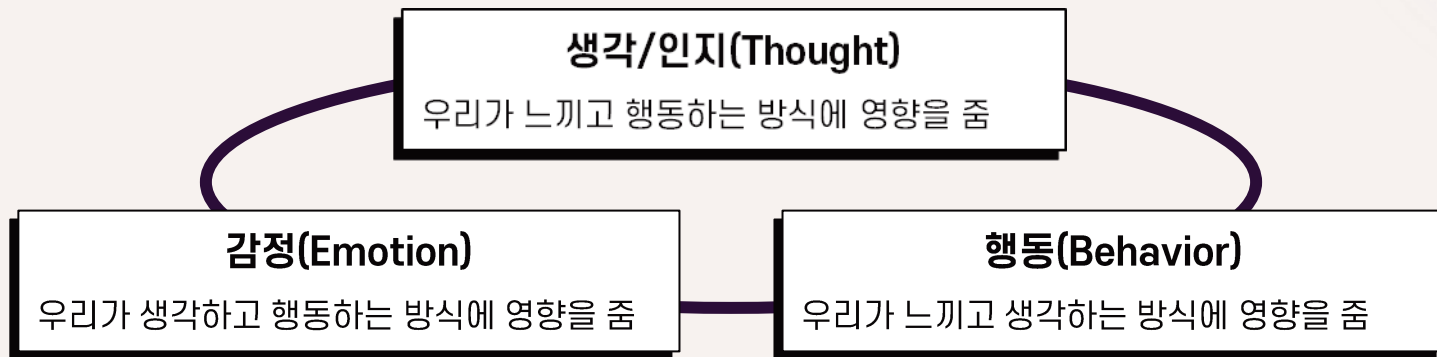 생각/인지(Thought)
우리가 느끼고 행동하는 방식에 영향을 줌
감정(Emotion)
우리가 생각하고 행동하는 방식에 영향을 줌
행동(Behavior)
우리가 느끼고 생각하는 방식에 영향을 줌